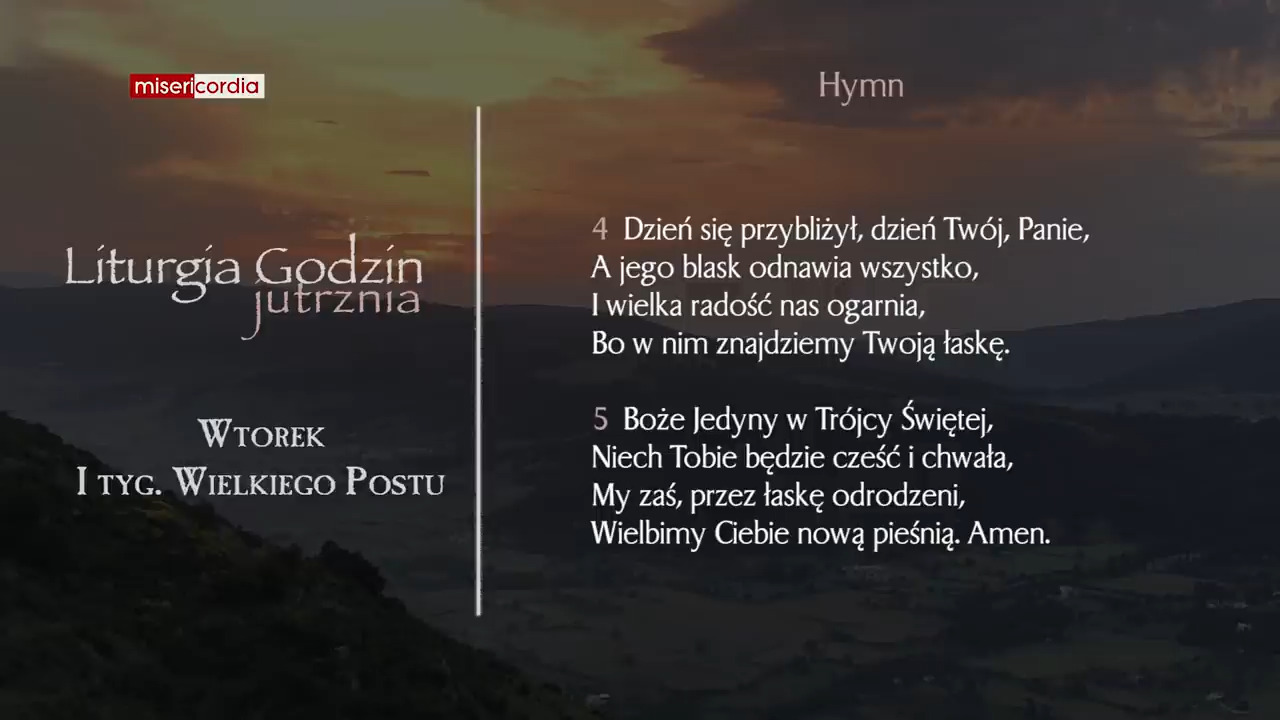 misericordia
Liturgia Godzin
jutrznia
Wtorek
I tyg. Wielkiego Postu
Hymn
4 Dzień się przybliżył, dzień Twój, Panie,
A jego blask odnawia wszystko,
I wielka radość nas ogarnia,
Bo w nim znajdziemy Twoją łaskę.
5 Boże Jedyny w Trójcy Świętej,
Niech Tobie będzie cześć i chwała,
My zaś, przez łaskę odrodzeni,
Wielbimy Ciebie nową pieśnią. Amen.